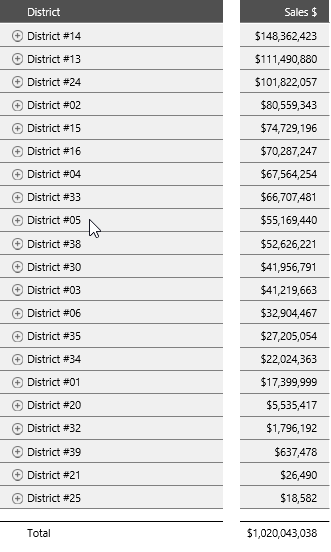 District Sales $
District #14 $148,362,423
District #13 $111,490,880
District #24 $101,822,057
District #02 $80,559,343
District #15 $74,729,196
District #16 $70,287,247
District #04 $67,564,254
District #33 $66,707,481
District #05 $55,169,440
District #38 $52,626,221
District #30 $41,956,791
District #03 $41,219,663
District #06 $32,904,467
District #35 $27,205,054
District #34 $22,024,363
District #01 $17,399,999
District #20 $5,535,417
District #32 $1,796,192
District #39 $637,478
District #21 $26,490
District #25 $18,582
Total $1,020,043,038